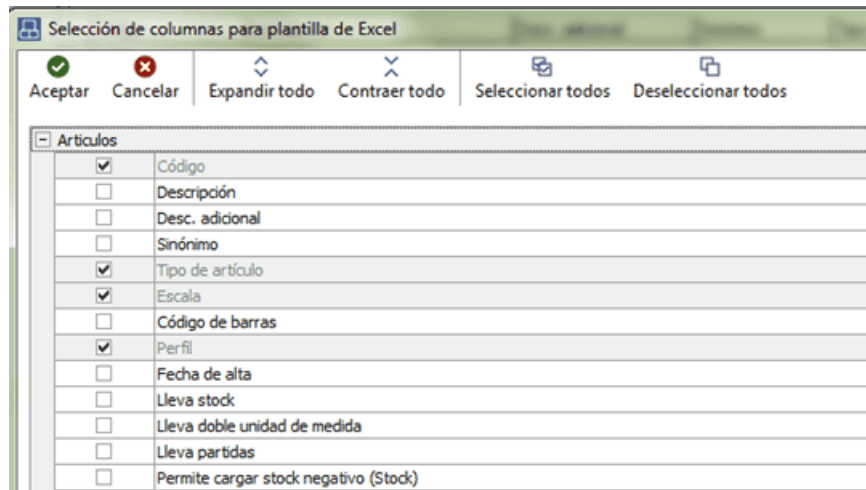 Selección de columnas para plantilla de Excel
Aceptar Cancelar Expandir todo Contraer todo Seleccionar todos Deseleccionar todos
Articulos
Código
Descripción
Desc. adicional
Sinónimo
Tipo de artículo
Escala
Código de barras
Perfil
Fecha de alta
Lleva stock
Lleva doble unidad de medida
Lleva partidas
Permite cargar stock negativo (Stock)